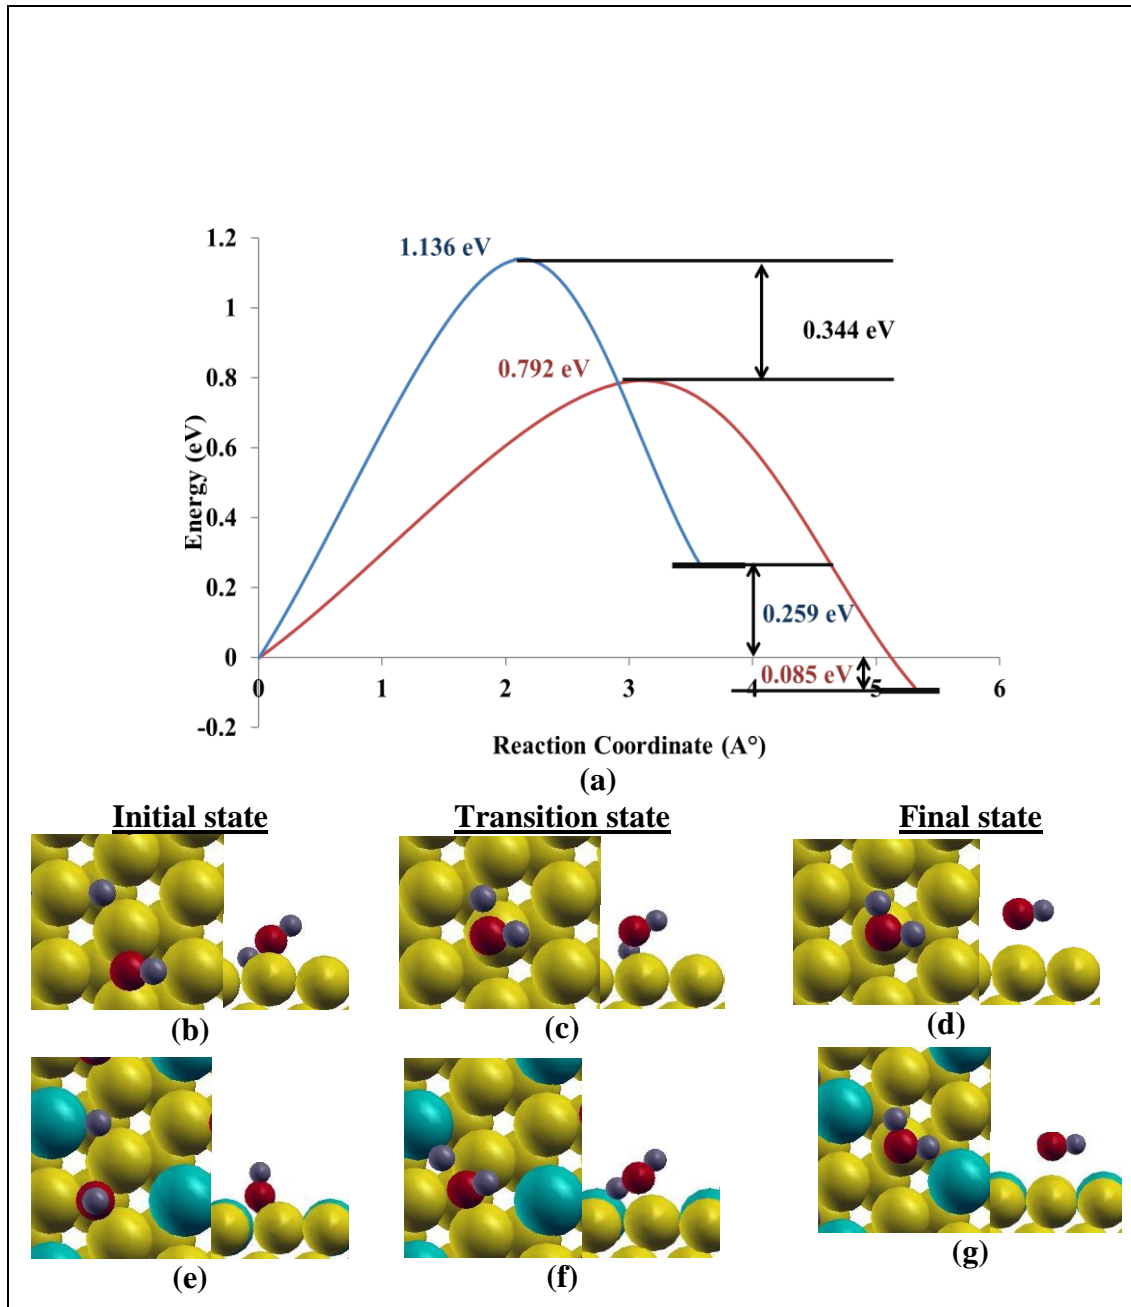 1.2
1.136 eV
1
0.344 eV
0.8
0.792 eV
0.6
Energy (eV)
0.4
0.2
0.259 eV
0
0.085 eV
0 1 2 3 4 5 6
-0.2
Reaction Coordinate (A°)
(a)
Initial state Transition state Final state
(b) (c) (d)
(e) (f) (g)